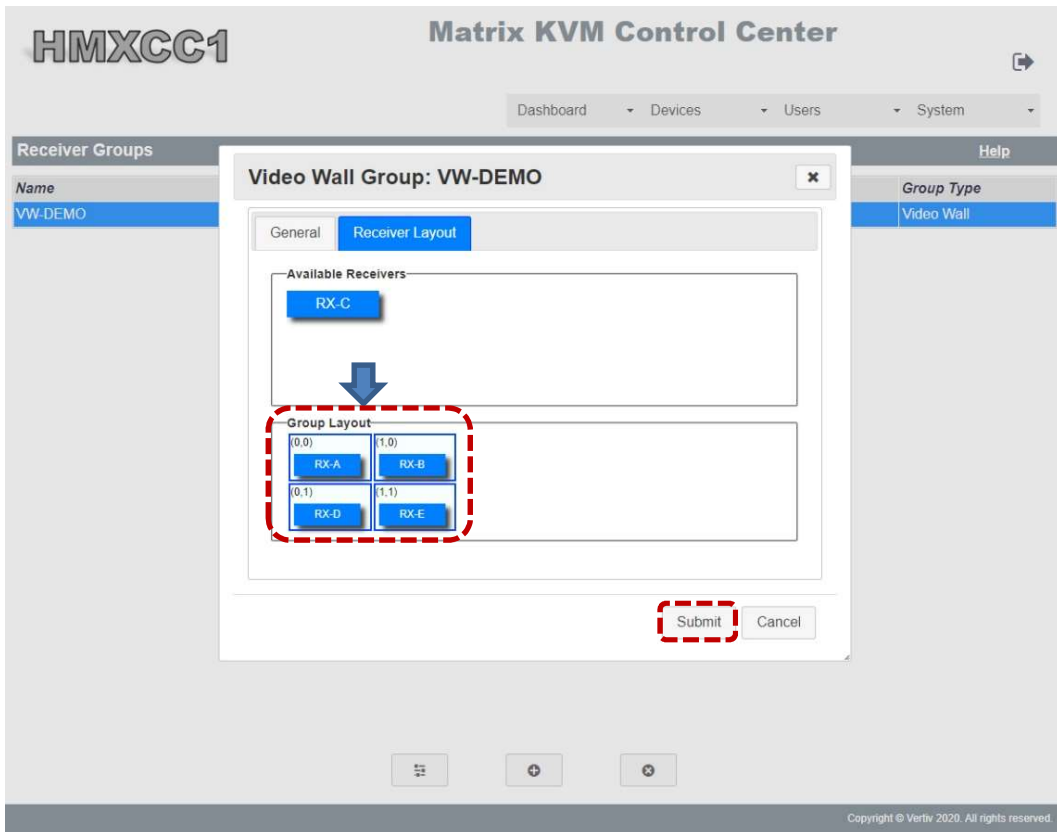 HMXCC1
Matrix KVM Control Center
Dashboard Devices Users System
Receiver Groups Help
Name Group Type
VW-DEMO Video Wall
Video Wall Group: VW-DEMO
General Receiver Layout
Available Receivers
RX-C
Group Layout
(0,0) (1,0)
RX-A RX-B
(0,1) (1,1)
RX-D RX-E
Submit Cancel
Copyright © Vertiv 2020. All rights reserved.